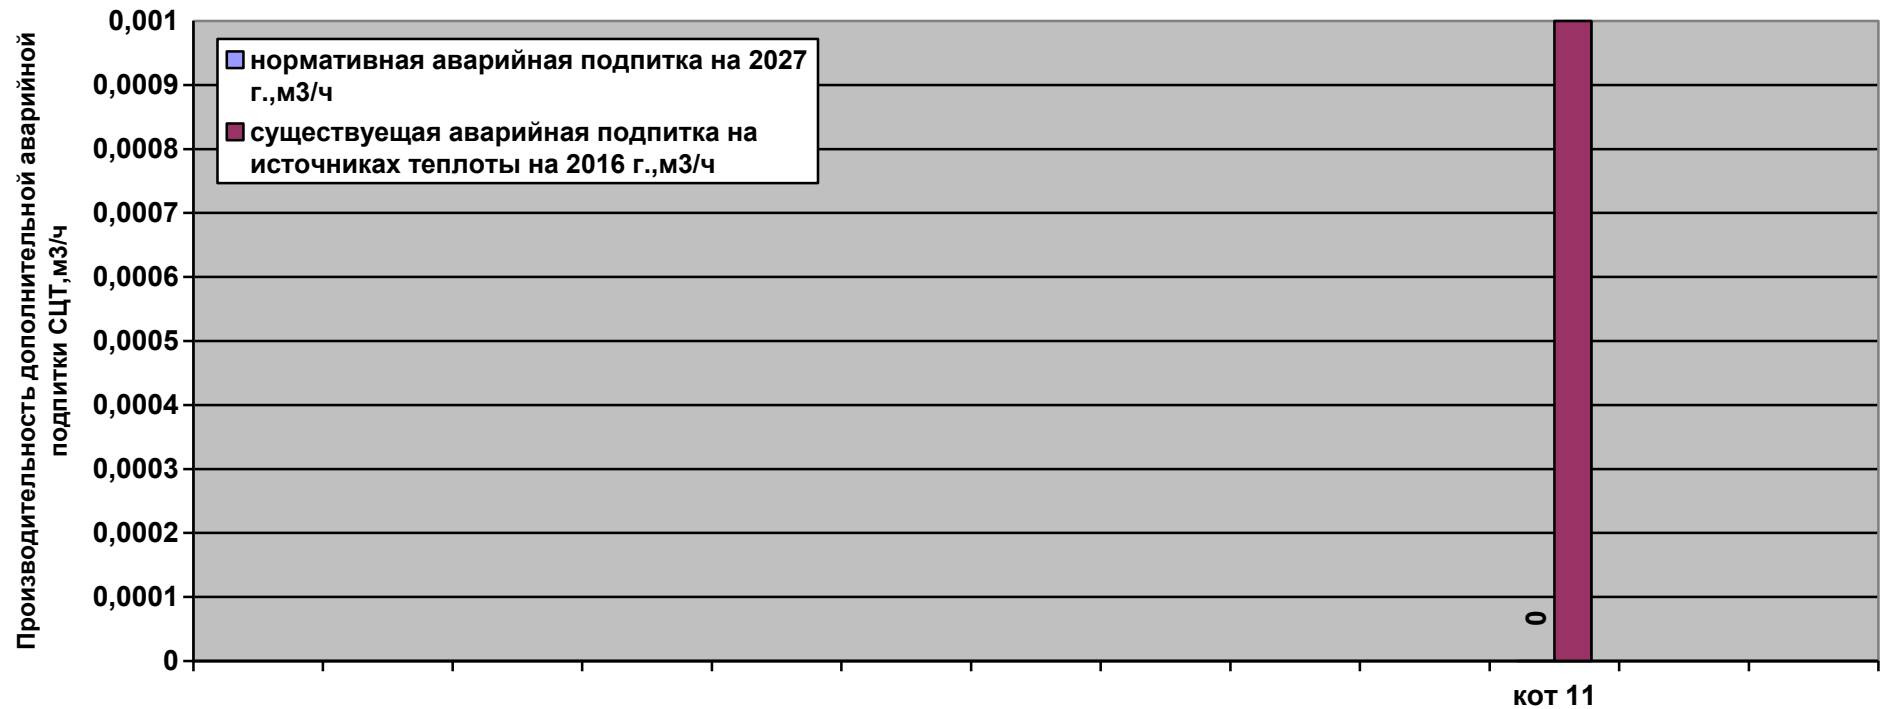 Производительность дополнительной аварийной
подпитки СЦТ,м3/ч
0,001
0,0009
0,0008
0,0007
0,0006
0,0005
0,0004
0,0003
0,0002
0,0001
0
нормативная аварийная подпитка на 2027
г.,м3/ч
существуещая аварийная подпитка на
источниках теплоты на 2016 г.,м3/ч
0
кот 11